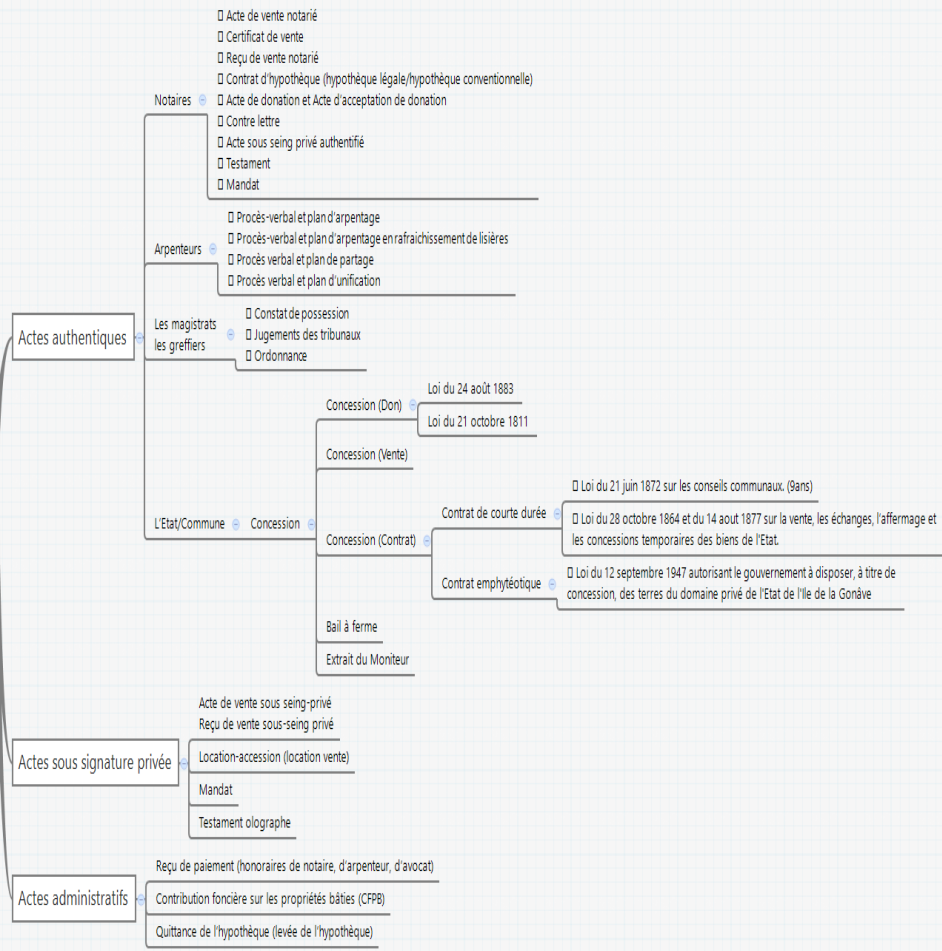 Actes authentiques
Notaires
▯ Acte de vente notarié
▯ Certificat de vente
▯ Reçu de vente notarié
▯ Contrat d'hypothèque (hypothèque légale/hypothèque conventionnelle)
▯ Acte de donation et Acte d'acceptation de donation
▯ Contre lettre
▯ Acte sous seing privé authentifié
▯ Testament
▯ Mandat
Arpenteurs
▯ Procès-verbal et plan d'arpentage
▯ Procès-verbal et plan d'arpentage en rafraichissement de lisières
▯ Procès verbal et plan de partage
▯ Procès verbal et plan d'unification
Les magistrats
les greffiers
▯ Constat de possession
▯ Jugements des tribunaux
▯ Ordonnance
L'Etat/Commune
Concession
Concession (Don)
Loi du 24 août 1883
Loi du 21 octobre 1811
Concession (Vente)
Concession (Contrat)
Contrat de courte durée
▯ Loi du 21 juin 1872 sur les conseils communaux. (9ans)
▯ Loi du 28 octobre 1864 et du 14 aout 1877 sur la vente, les échanges, l'affermage et
les concessions temporaires des biens de l'Etat.
Contrat emphytéotique
▯ Loi du 12 septembre 1947 autorisant le gouvernement à disposer, à titre de
concession, des terres du domaine privé de l'Etat de l'Ile de la Gonâve
Bail à ferme
Extrait du Moniteur
Actes sous signature privée
Acte de vente sous seing-privé
Reçu de vente sous-seing privé
Location-accession (location vente)
Mandat
Testament olographe
Actes administratifs
Reçu de paiement (honoraires de notaire, d'arpenteur, d'avocat)
Contribution foncière sur les propriétés bâties (CFPB)
Quittance de l'hypothèque (levée de l'hypothèque)